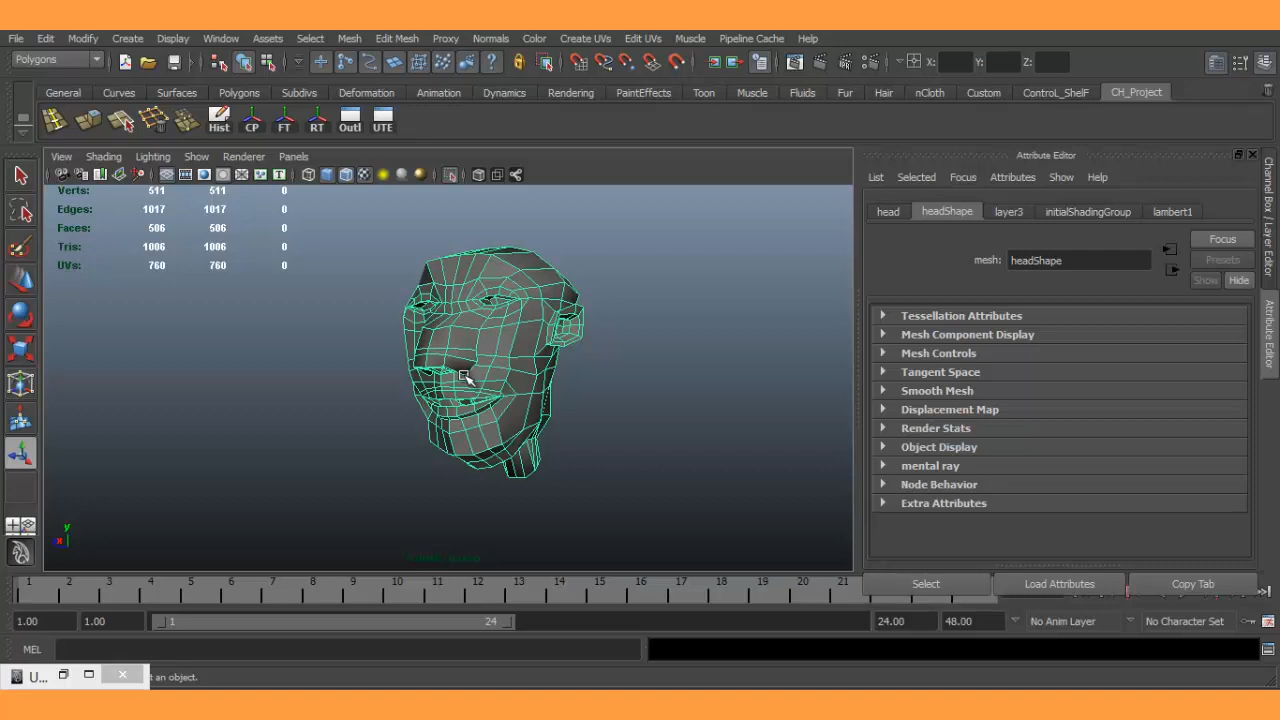 File Edit Modify Create Display Window Assets Select Mesh Edit Mesh Proxy Normals Color Create UVs Edit UVs Muscle Pipeline Cache Help
Polygons X: Y: Z:
General Curves Surfaces Polygons Subdivs Deformation Animation Dynamics Rendering PaintEffects Toon Muscle Fluids Fur Hair nCloth Custom ControL_ShelF CH_Project
Hist CP FT RT Outl UTE
View Shading Lighting Show Renderer Panels
Verts: 511 511 0
Edges: 1017 1017 0
Faces: 506 506 0
Tris: 1006 1006 0
UVs: 760 760 0
y
x
Attribute Editor
List Selected Focus Attributes Show Help
head headShape layer3 initialShadingGroup lambert1
Focus
mesh: headShape
Presets
Show Hide
Tessellation Attributes
Mesh Component Display
Mesh Controls
Tangent Space
Smooth Mesh
Displacement Map
Render Stats
Object Display
mental ray
Node Behavior
Extra Attributes
Select Load Attributes Copy Tab
Channel Box / Layer Editor
Attribute Editor
1 2 3 4 5 6 7 8 9 10 11 12 13 14 15 16 17 18 19 20 21
1.00 1.00 1 24 24.00 48.00 No Anim Layer No Character Set
MEL
U... t an object.